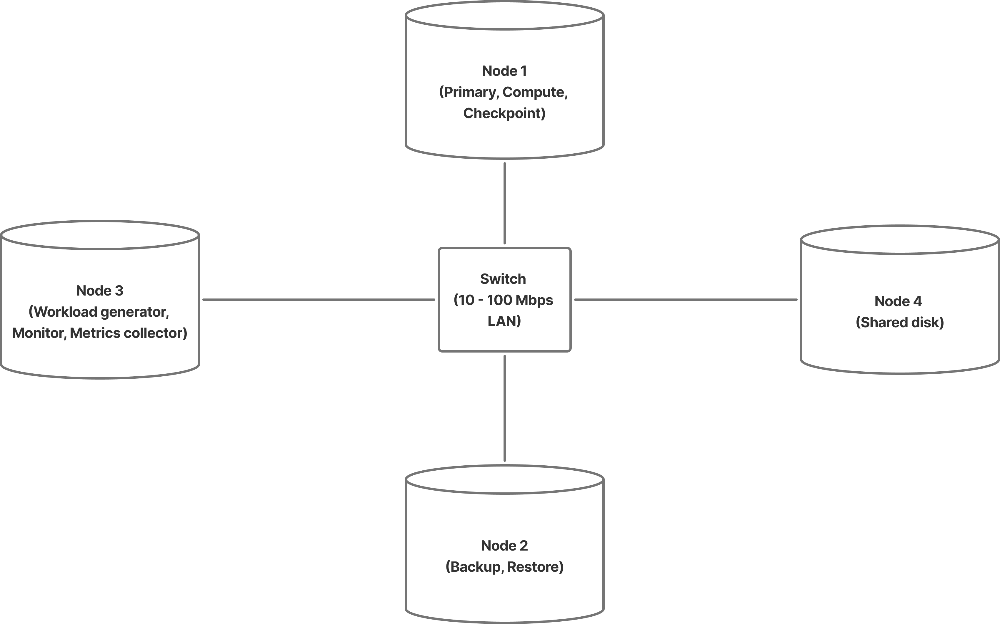 Node 1
(Primary, Compute,
Checkpoint)
Node 3
(Workload generator,
Monitor, Metrics collector)
Switch
(10 - 100 Mbps
LAN)
Node 4
(Shared disk)
Node 2
(Backup, Restore)